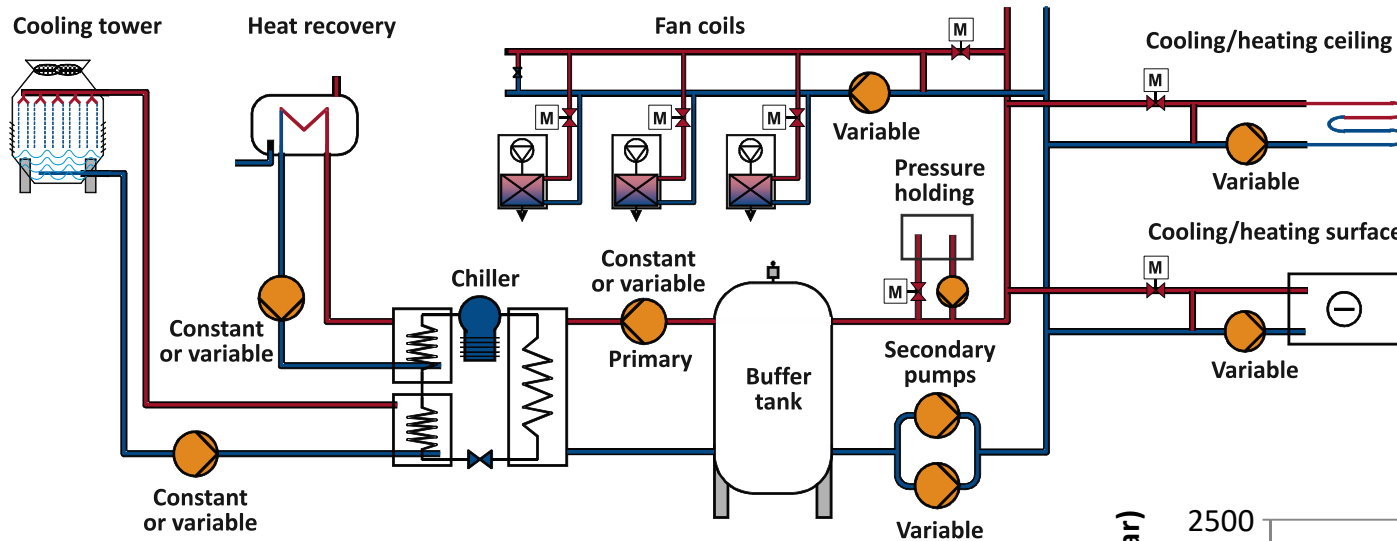 Cooling tower
Heat recovery
Fan coils
Cooling/heating ceiling
M
M
M
M
M
Variable
Variable
Pressure
holding
Cooling/heating surface
Chiller
Constant
or variable
M
M
Constant
or variable
Primary
Buffer
tank
Secondary
pumps
Variable
Constant
or variable
Variable
2500